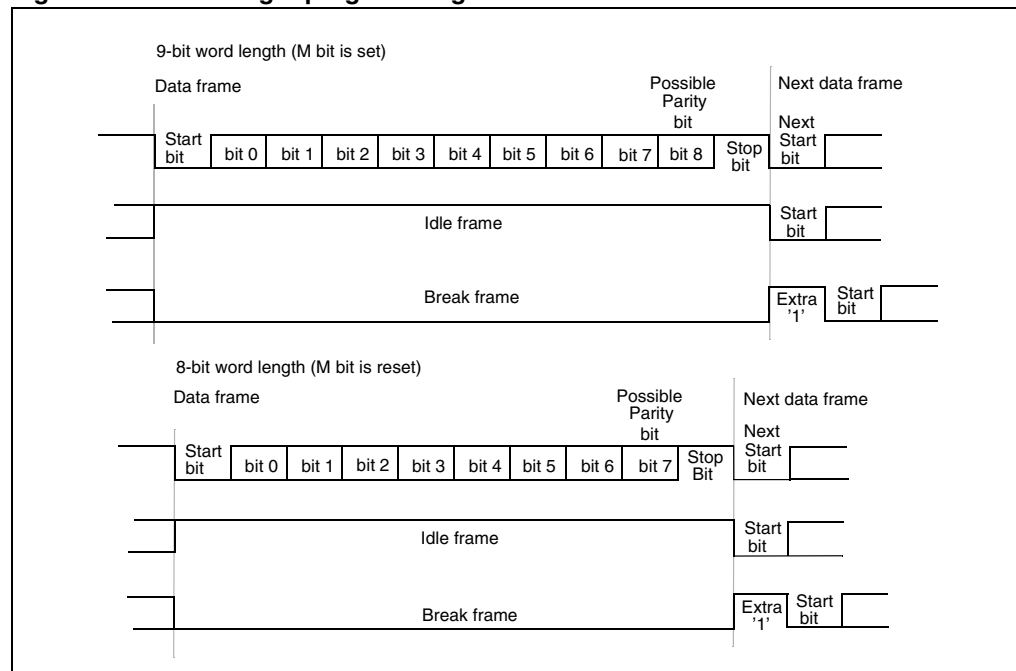 9-bit word length (M bit is set)
Data frame
Possible
Parity
bit
Next data frame
Next
Start
bit
Start
bit
bit 0 bit 1 bit 2 bit 3 bit 4 bit 5 bit 6 bit 7 bit 8
Stop
bit
Idle frame
Start
bit
Break frame
Extra
'1'
Start
bit
8-bit word length (M bit is reset)
Data frame
Possible
Parity
bit
Next data frame
Next
Start
bit
Start
bit
bit 0 bit 1 bit 2 bit 3 bit 4 bit 5 bit 6 bit 7
Stop
Bit
Idle frame
Start
bit
Break frame
Extra
'1'
Start
bit